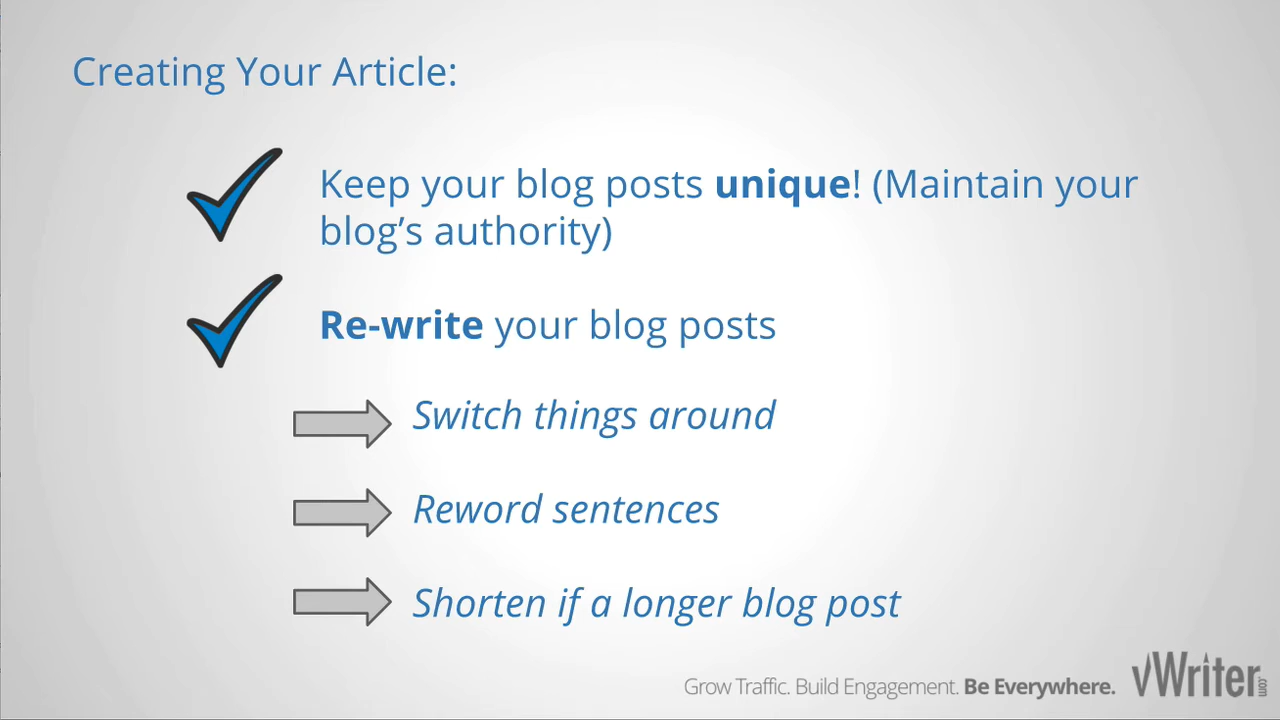 Creating Your Article:
Keep your blog posts unique! (Maintain your
blog’s authority)
Re-write your blog posts
Switch things around
Reword sentences
Shorten if a longer blog post
Grow Traffic. Build Engagement. Be Everywhere.
vWriter.com